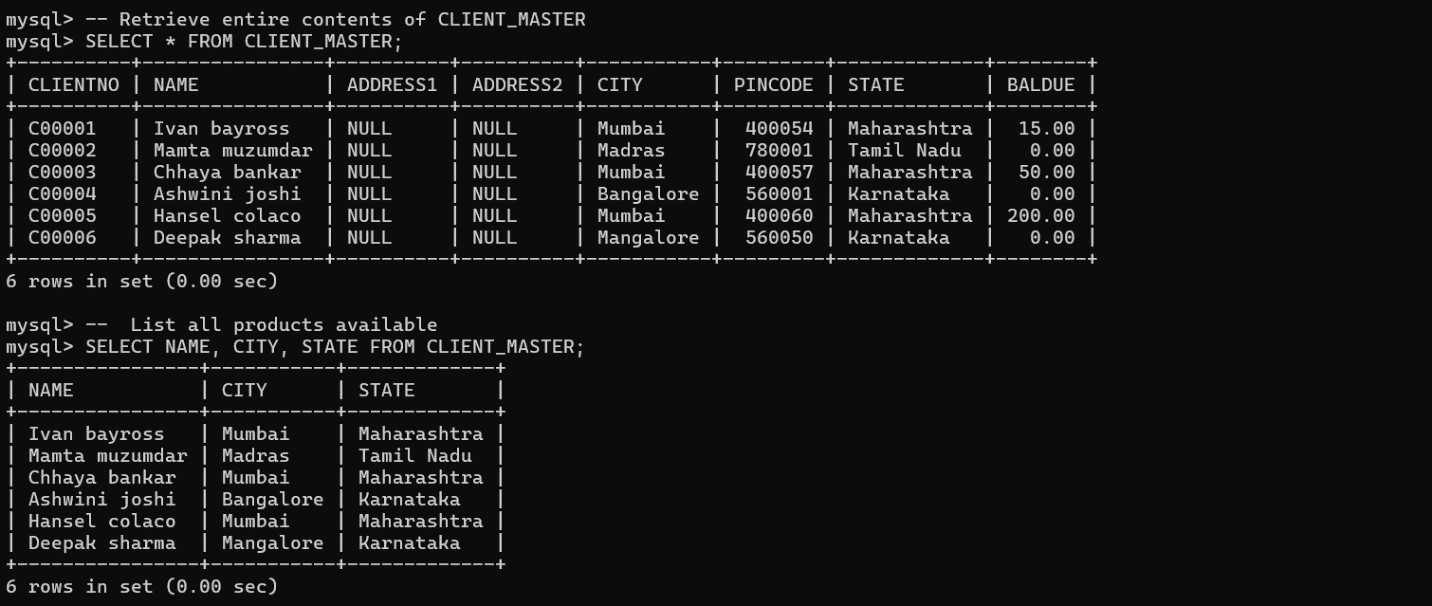 mysql> -- Retrieve entire contents of CLIENT_MASTER
mysql> SELECT * FROM CLIENT_MASTER;
+----------+----------------+----------+----------+-----------+---------+-------------+--------+
| CLIENTNO | NAME           | ADDRESS1 | ADDRESS2 | CITY      | PINCODE | STATE       | BALDUE |
+----------+----------------+----------+----------+-----------+---------+-------------+--------+
| C00001   | Ivan bayross   | NULL     | NULL     | Mumbai    |  400054 | Maharashtra |  15.00 |
| C00002   | Mamta muzumdar | NULL     | NULL     | Madras    |  780001 | Tamil Nadu  |   0.00 |
| C00003   | Chhaya bankar  | NULL     | NULL     | Mumbai    |  400057 | Maharashtra |  50.00 |
| C00004   | Ashwini joshi  | NULL     | NULL     | Bangalore |  560001 | Karnataka   |   0.00 |
| C00005   | Hansel colaco  | NULL     | NULL     | Mumbai    |  400060 | Maharashtra | 200.00 |
| C00006   | Deepak sharma  | NULL     | NULL     | Mangalore |  560050 | Karnataka   |   0.00 |
+----------+----------------+----------+----------+-----------+---------+-------------+--------+
6 rows in set (0.00 sec)

mysql> --  List all products available
mysql> SELECT NAME, CITY, STATE FROM CLIENT_MASTER;
+----------------+-----------+-------------+
| NAME           | CITY      | STATE       |
+----------------+-----------+-------------+
| Ivan bayross   | Mumbai    | Maharashtra |
| Mamta muzumdar | Madras    | Tamil Nadu  |
| Chhaya bankar  | Mumbai    | Maharashtra |
| Ashwini joshi  | Bangalore | Karnataka   |
| Hansel colaco  | Mumbai    | Maharashtra |
| Deepak sharma  | Mangalore | Karnataka   |
+----------------+-----------+-------------+
6 rows in set (0.00 sec)